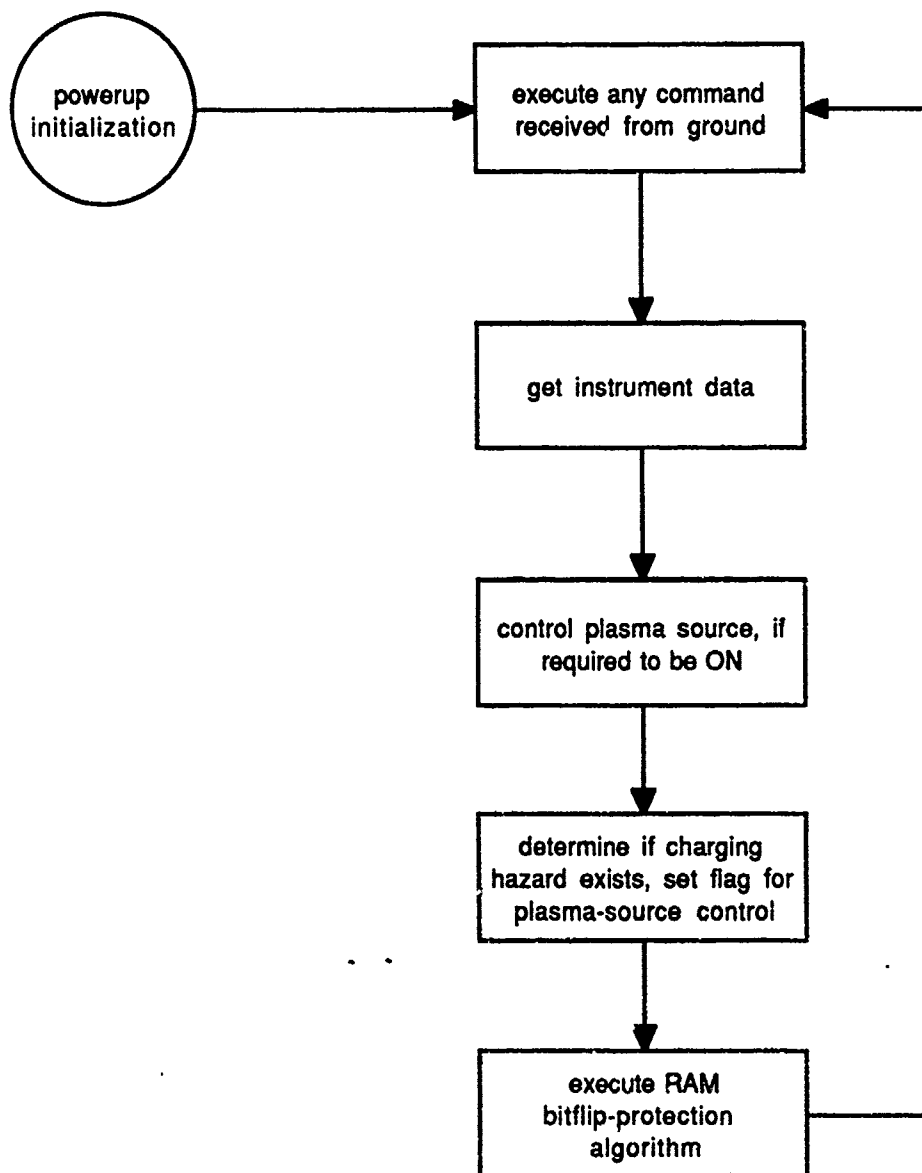 powerup
initialization
execute any command
received from ground
get instrument data
control plasma source, if
required to be ON
determine if charging
hazard exists, set flag for
plasma-source control
execute RAM
bitflip-protection
algorithm